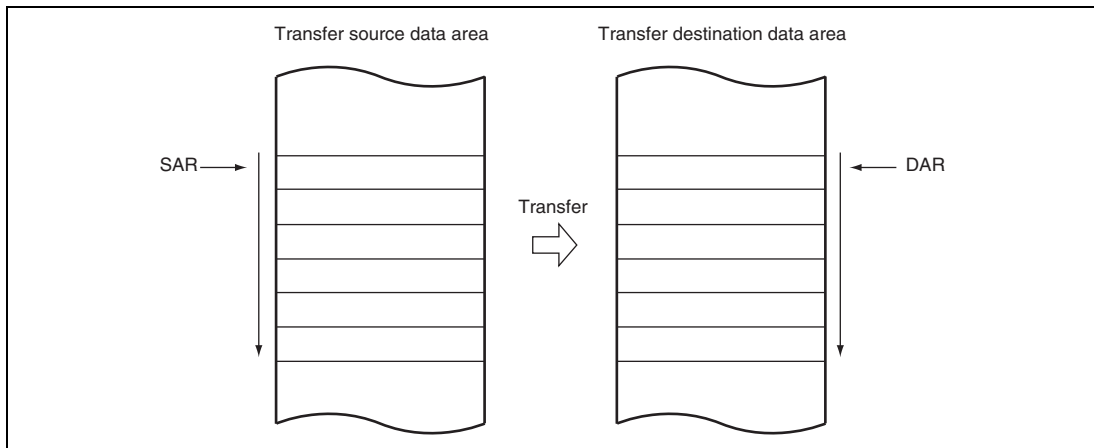 Transfer source data area
Transfer destination data area
SAR
DAR
Transfer